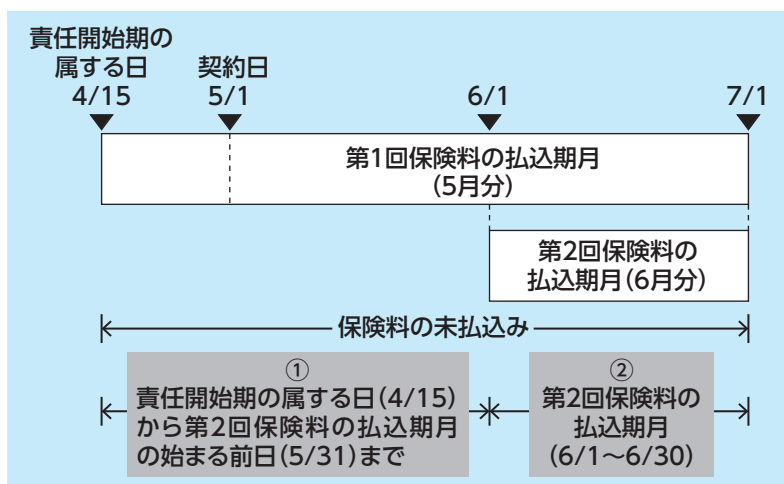 責任開始期の
属する日
4/15
契約日
5/1
6/1
7/1
第1回保険料の払込期月
(5月分)
第2回保険料の
払込期月(6月分)
保険料の未払込み
①
責任開始期の属する日(4/15)
から第2回保険料の払込期月
の始まる前日(5/31)まで
②
第2回保険料の
払込期月
(6/1〜6/30)